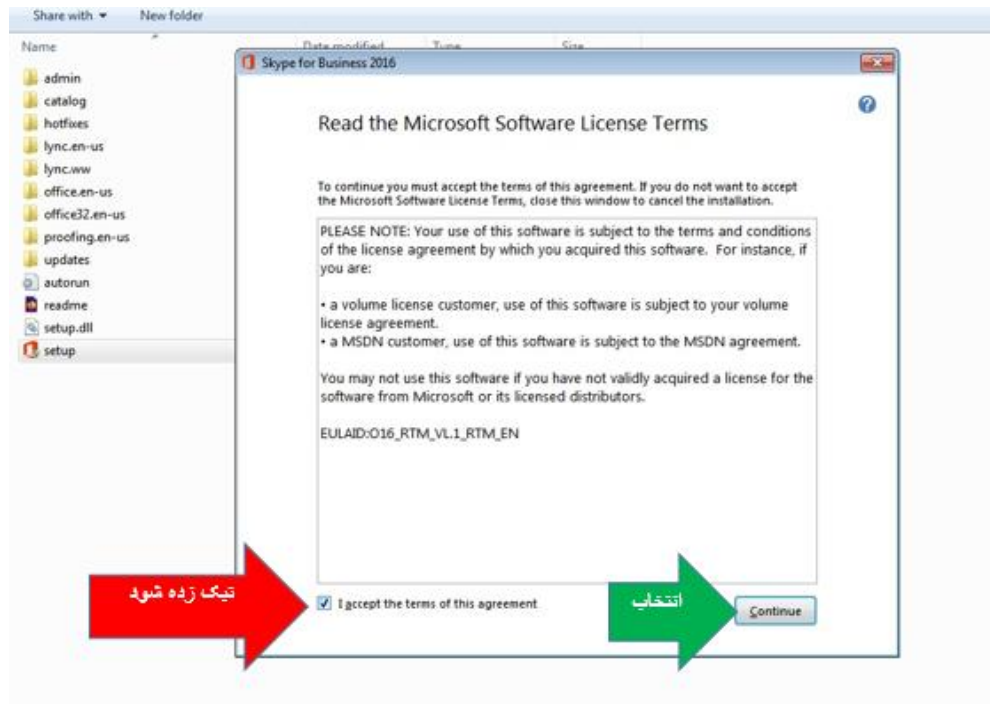 Share with
New folder
Name
Date modified
Type
Size
admin
catalog
hotfixes
lync.en-us
lync.ww
office.en-us
office32.en-us
proofing.en-us
updates
autorun
readme
setup.dll
setup
Skype for Business 2016
Read the Microsoft Software License Terms
To continue you must accept the terms of this agreement. If you do not want to accept
the Microsoft Software License Terms, close this window to cancel the installation.
PLEASE NOTE: Your use of this software is subject to the terms and conditions
of the license agreement by which you acquired this software. For instance, if
you are:
• a volume license customer, use of this software is subject to your volume
license agreement.
• a MSDN customer, use of this software is subject to the MSDN agreement.
You may not use this software if you have not validly acquired a license for the
software from Microsoft or its licensed distributors.
EULAID:O16_RTM_VL.1_RTM_EN
تیک زده شود
I accept the terms of this agreement
انتخاب
Continue